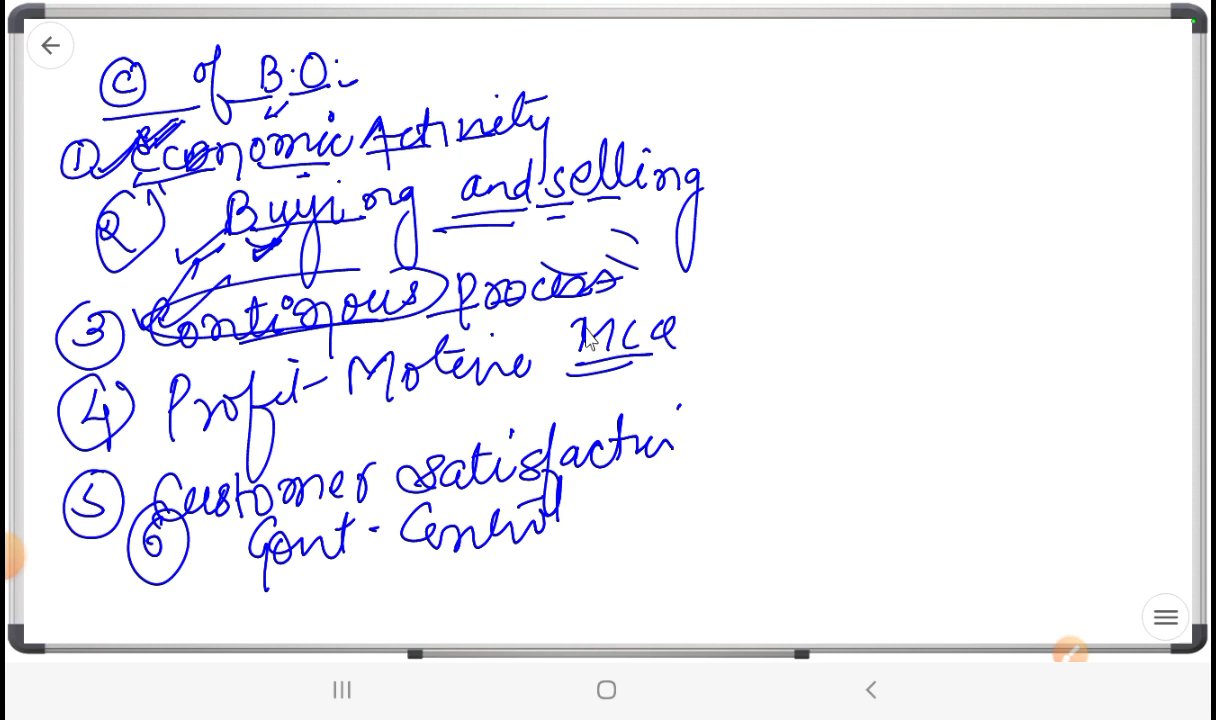 © of B.O:-
① Economic Activity
② Buying and selling
③ Continous process
④ Profit-Motive MCQ
⑤ Customer satisfaction
⑥ Govt. Control